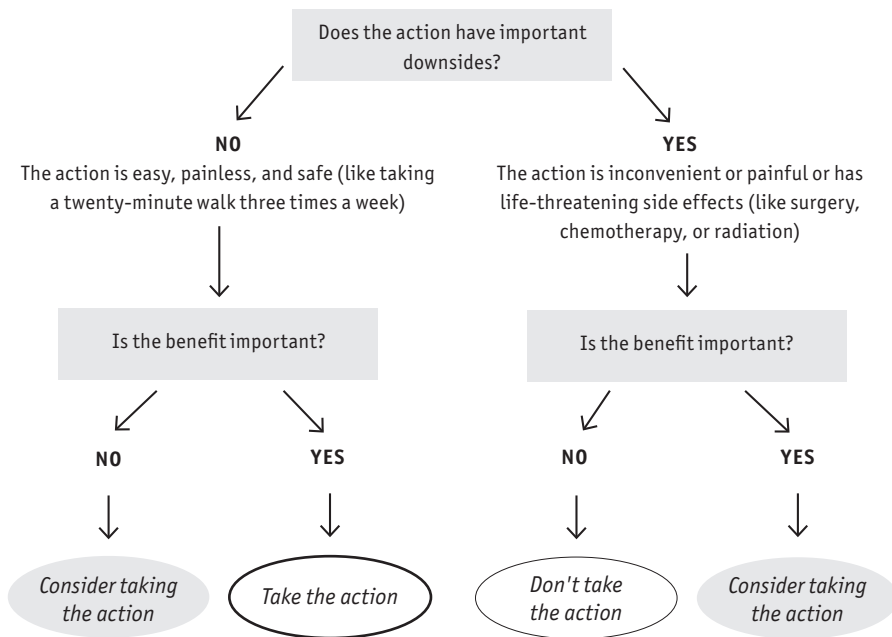 Does the action have important
downsides?
NO
The action is easy, painless, and safe (like taking
a twenty-minute walk three times a week)
YES
The action is inconvenient or painful or has
life-threatening side effects (like surgery,
chemotherapy, or radiation)
Is the benefit important?
Is the benefit important?
NO
YES
NO
YES
Consider taking
the action
Take the action
Don't take
the action
Consider taking
the action